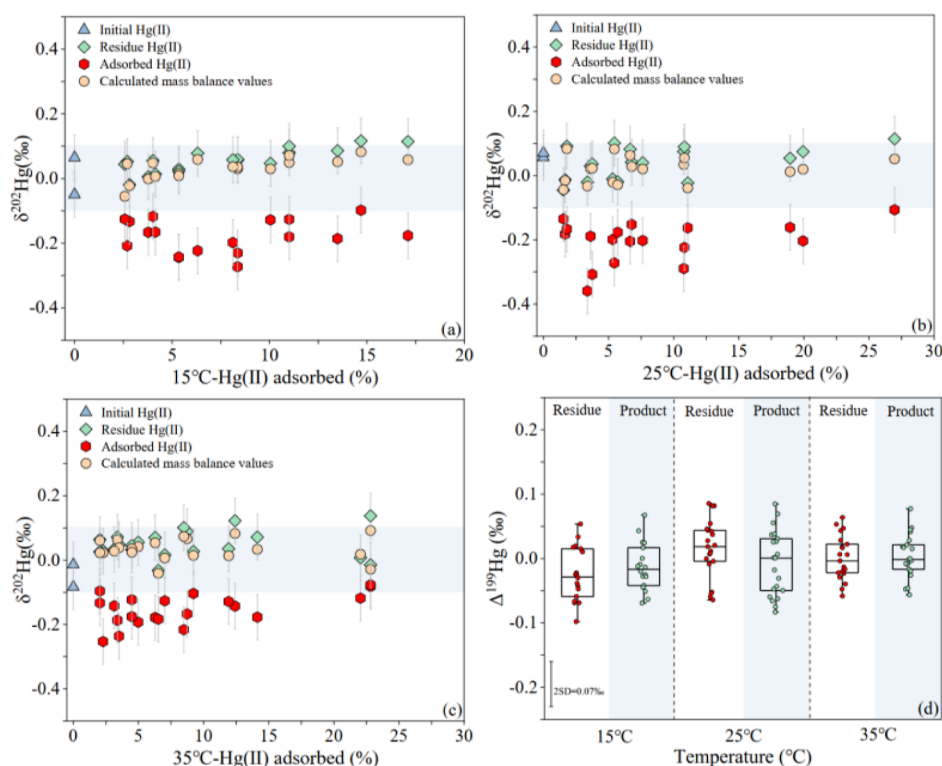 Initial Hg(II)
Residue Hg(II)
Adsorbed Hg(II)
Calculated mass balance values
0.4
0.2
0.0
-0.2
-0.4
δ²⁰²Hg(‰)
(a)
0 5 10 15 20
15℃-Hg(II) adsorbed (%)
Initial Hg(II)
Residue Hg(II)
Adsorbed Hg(II)
Calculated mass balance values
0.4
0.2
0.0
-0.2
-0.4
δ²⁰²Hg(‰)
(b)
0 5 10 15 20 25 30
25℃-Hg(II) adsorbed (%)
Initial Hg(II)
Residue Hg(II)
Adsorbed Hg(II)
Calculated mass balance values
0.4
0.2
0.0
-0.2
-0.4
δ²⁰²Hg(‰)
(c)
0 5 10 15 20 25 30
35℃-Hg(II) adsorbed (%)
Residue Product Residue Product Residue Product
0.2
0.1
0.0
-0.1
-0.2
Δ¹⁹⁹Hg (‰)
2SD=0.07‰
(d)
15℃ 25℃ 35℃
Temperature (℃)